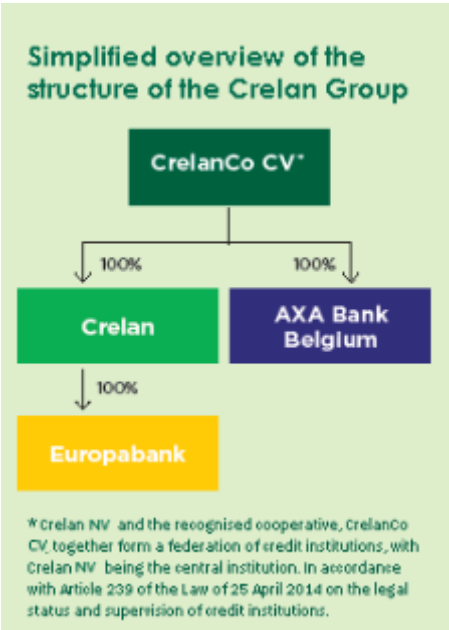 Simplified overview of the
structure of the Crelan Group
CrelanCo CV*
100%
100%
Crelan
AXA Bank
Belgium
100%
Europabank
*Crelan NV and the recognised cooperative, CrelanCo
CV, together form a federation of credit institutions, with
Crelan NV being the central institution. In accordance
with Article 239 of the Law of 25 April 2014 on the legal
status and supervision of credit institutions.